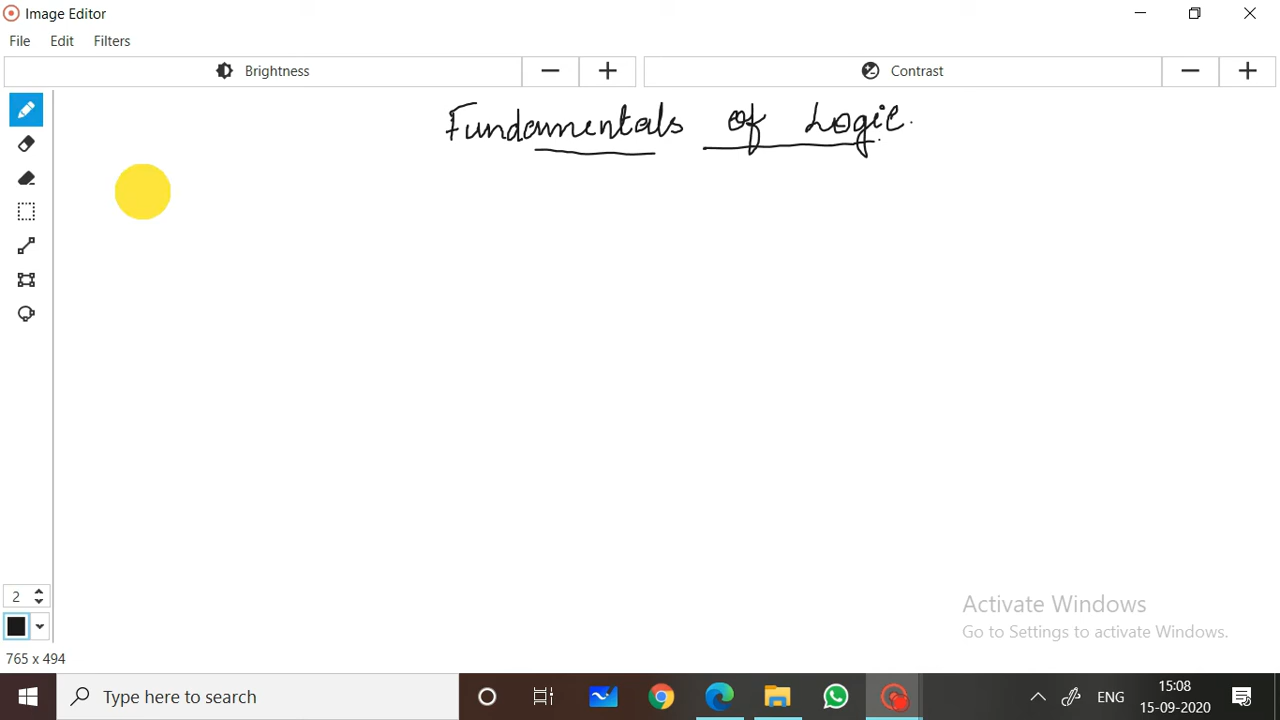 Image Editor
File Edit Filters
Brightness
Contrast
Fundamentals of Logic.
2
Activate Windows
Go to Settings to activate Windows.
765 x 494
Type here to search
ENG
15:08
15-09-2020